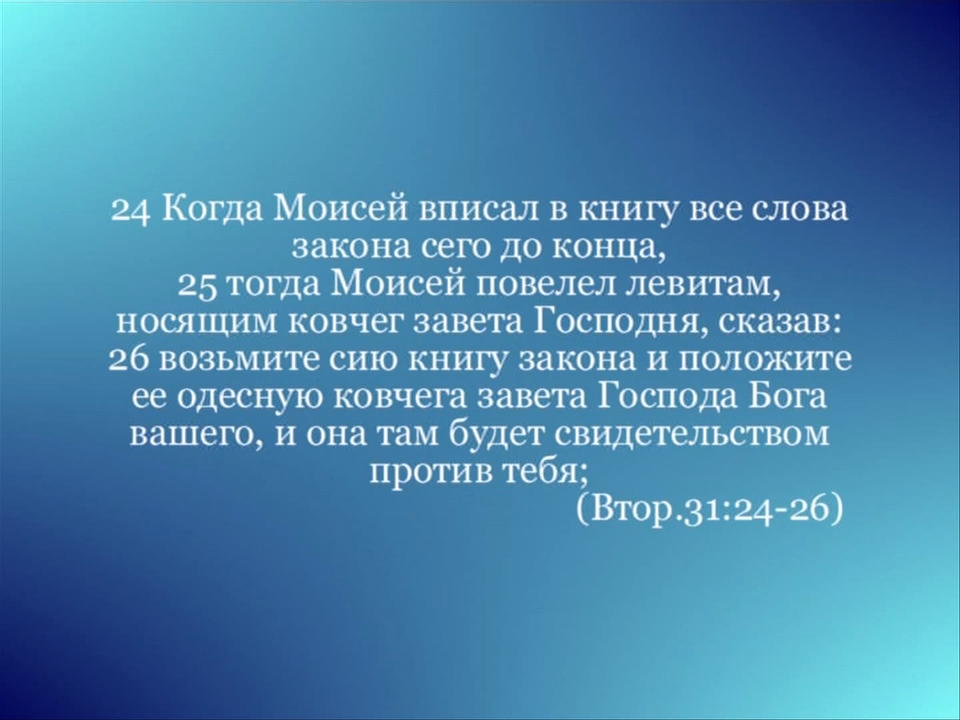 24 Когда Моисей вписал в книгу все слова
закона сего до конца,
25 тогда Моисей повелел левитам,
носящим ковчег завета Господня, сказав:
26 возьмите сию книгу закона и положите
ее одесную ковчега завета Господа Бога
вашего, и она там будет свидетельством
против тебя;
(Втор.31:24-26)